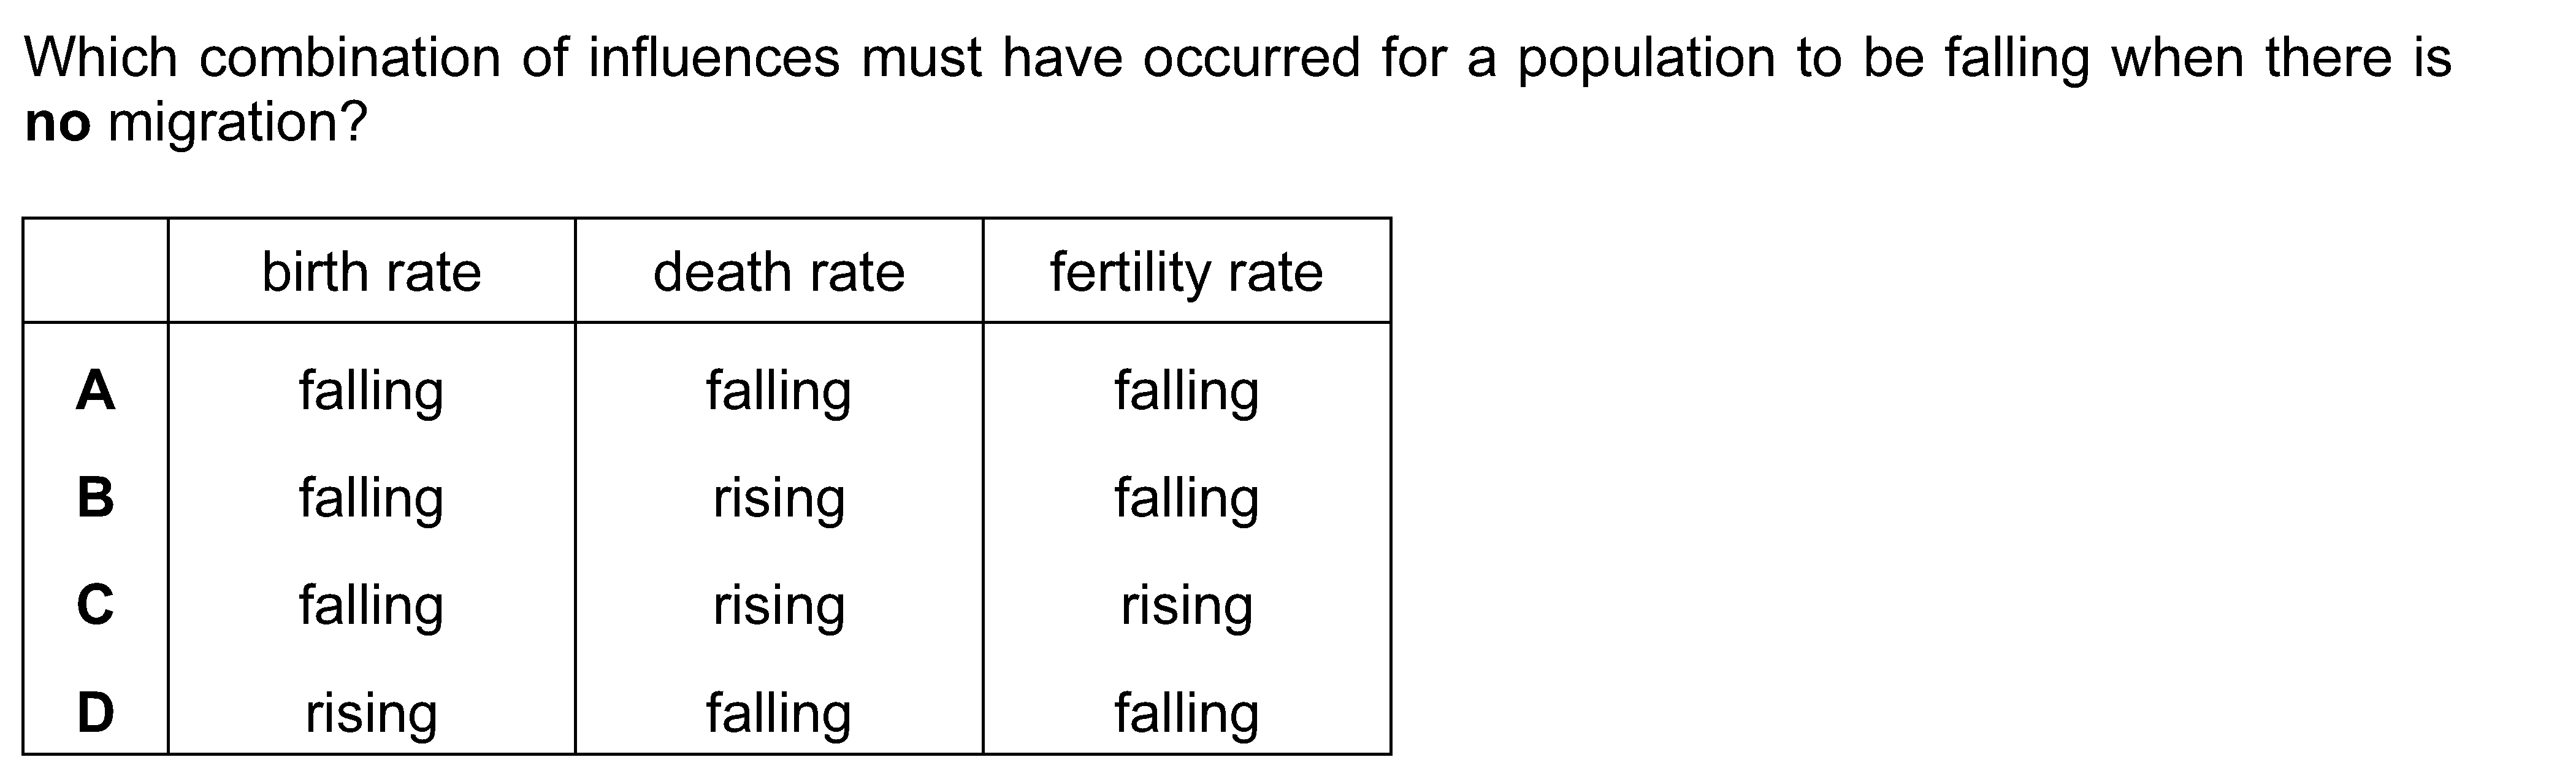 Which combination of influences must have occurred for a population to be falling when there is
no migration?
birth rate death rate fertility rate
A falling falling falling
B falling rising falling
C falling rising rising
D rising falling falling